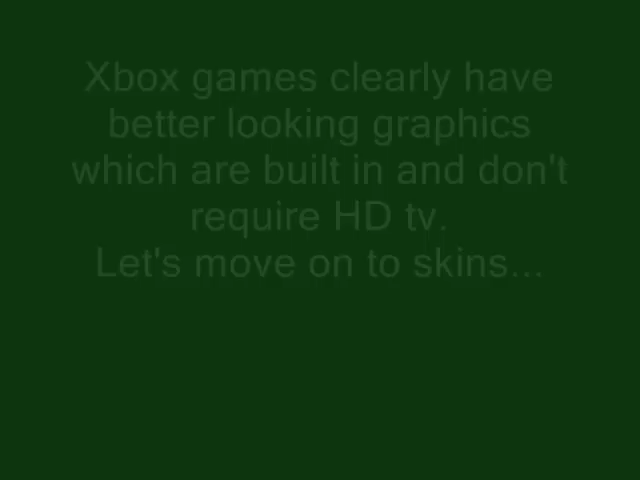 Xbox games clearly have
better looking graphics
which are built in and don't
require HD tv.
Let's move on to skins...